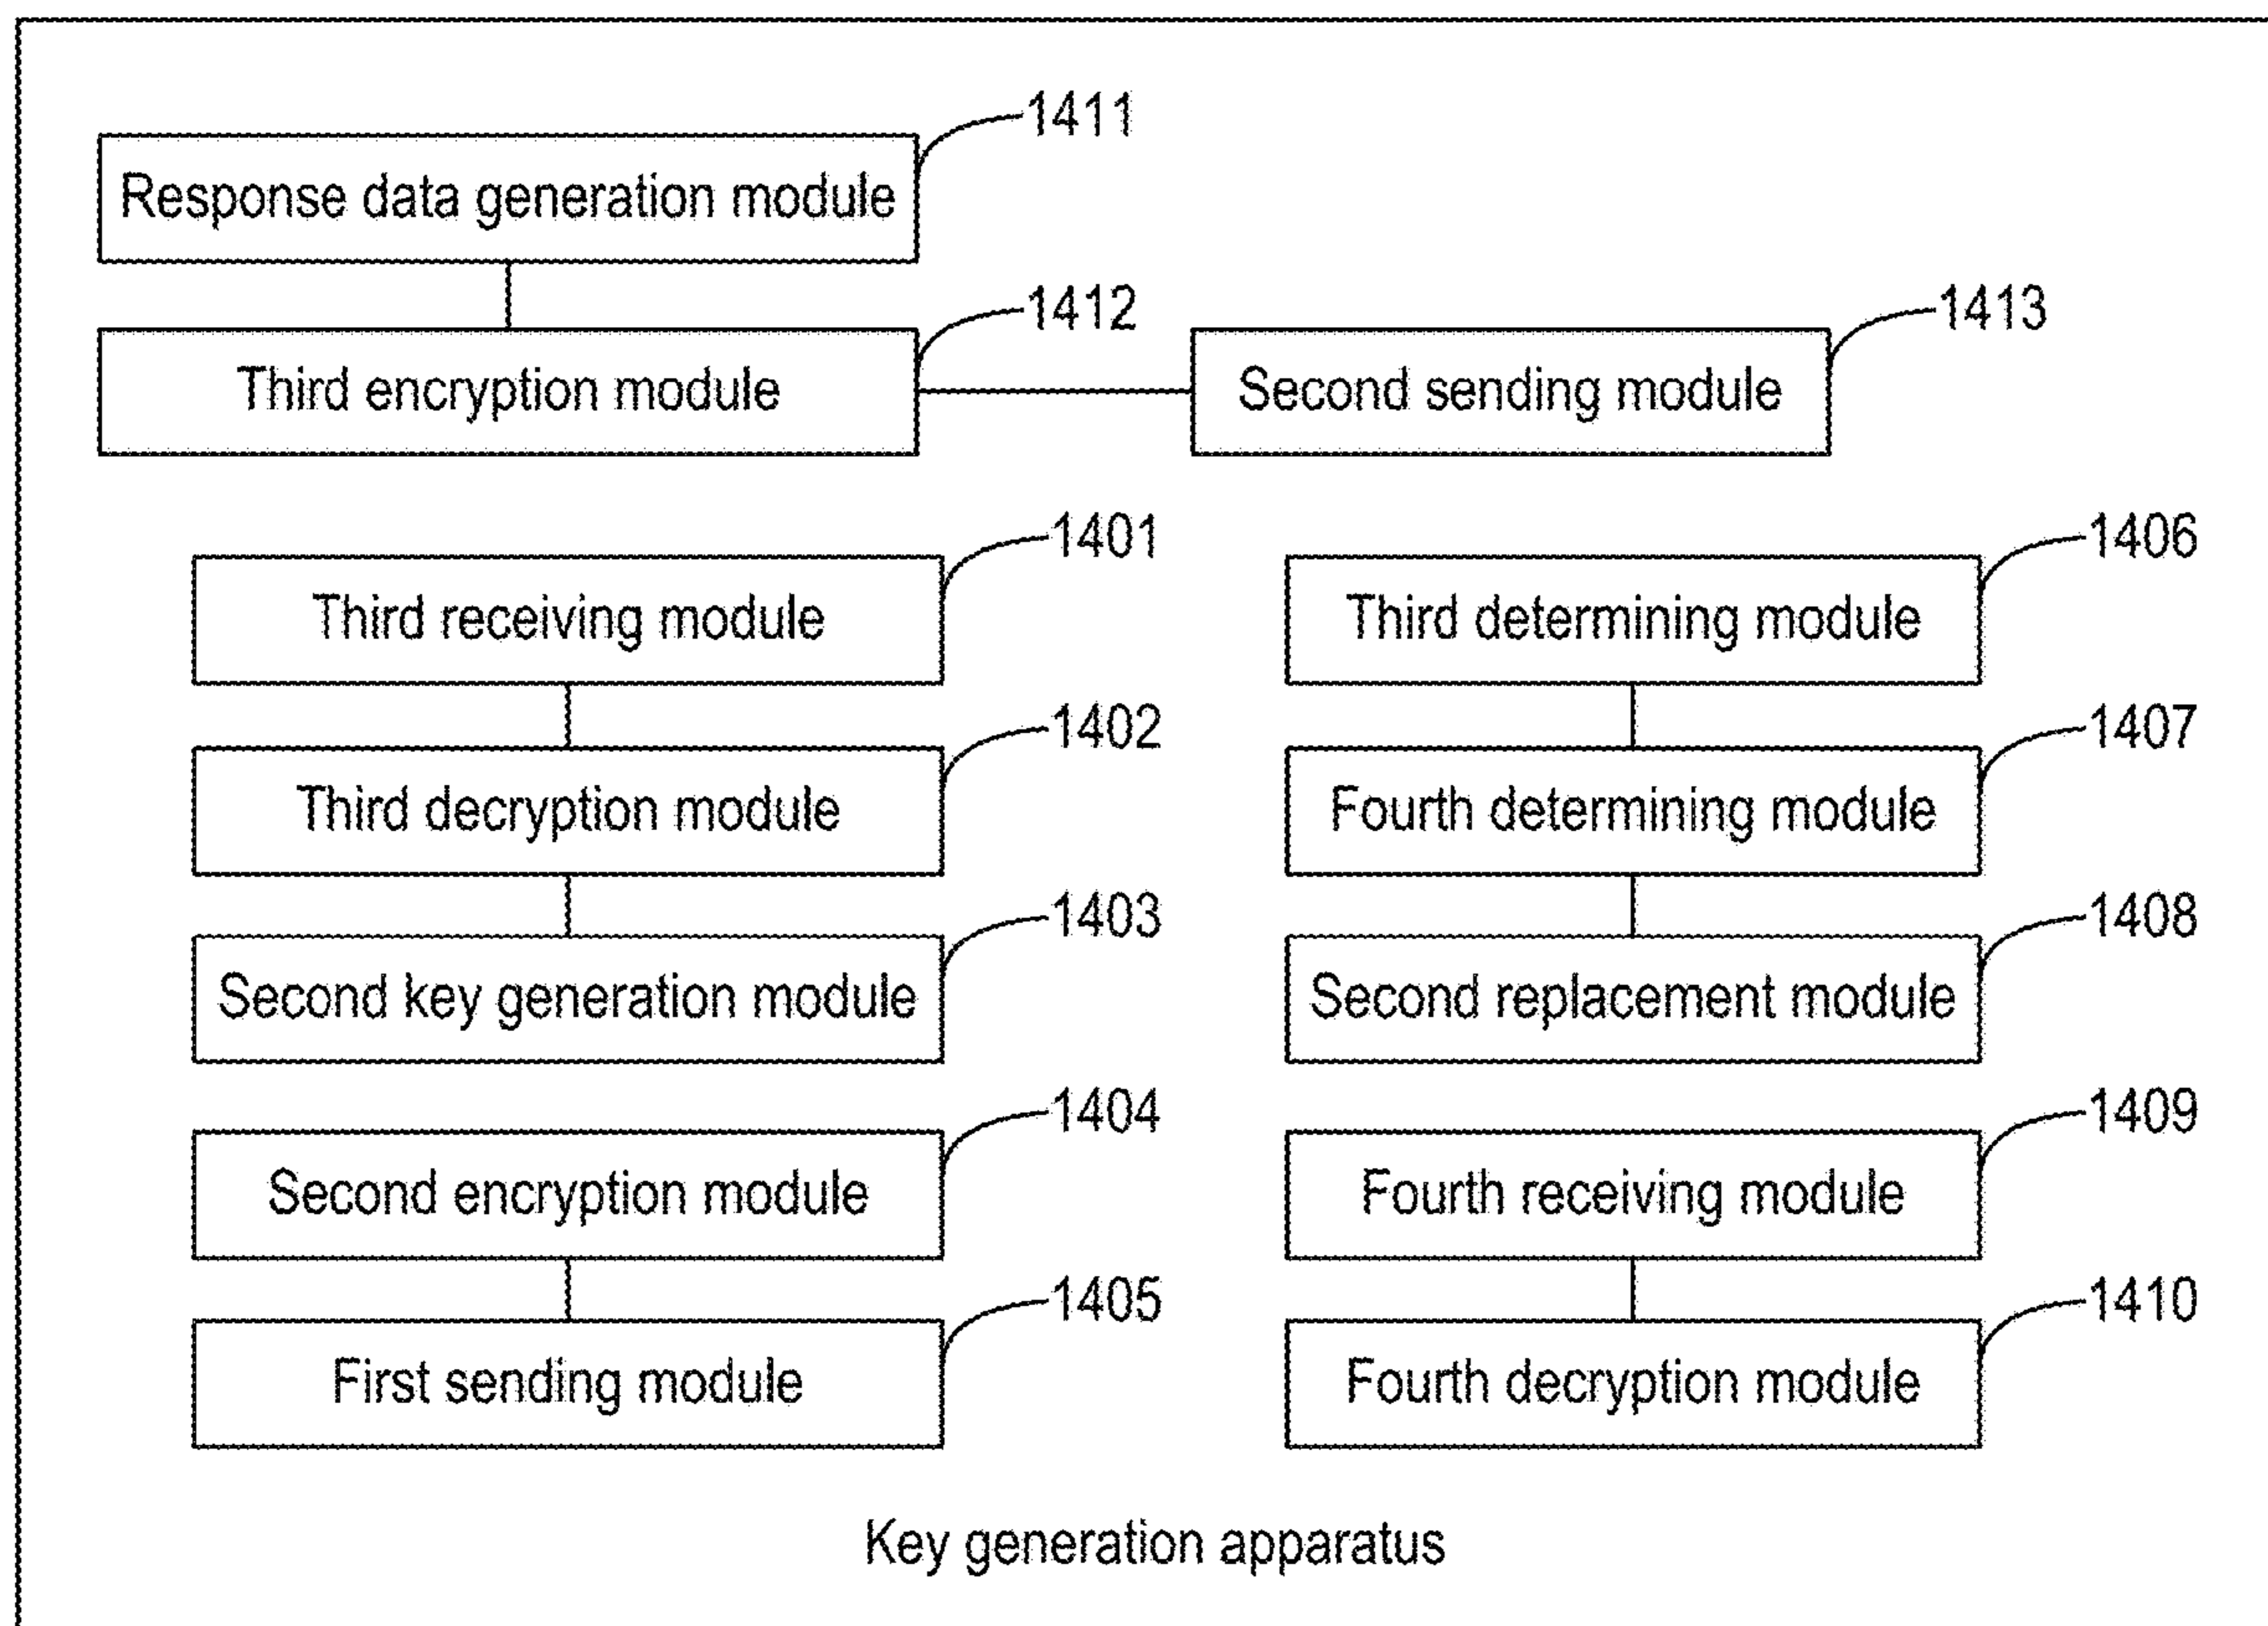 1411
Response data generation module
1412
1413
Third encryption module
Second sending module
1401
1406
Third receiving module
Third determining module
1402
1407
Third decryption module
Fourth determining module
1403
1408
Second key generation module
Second replacement module
1404
1409
Second encryption module
Fourth receiving module
1405
1410
First sending module
Fourth decryption module
Key generation apparatus